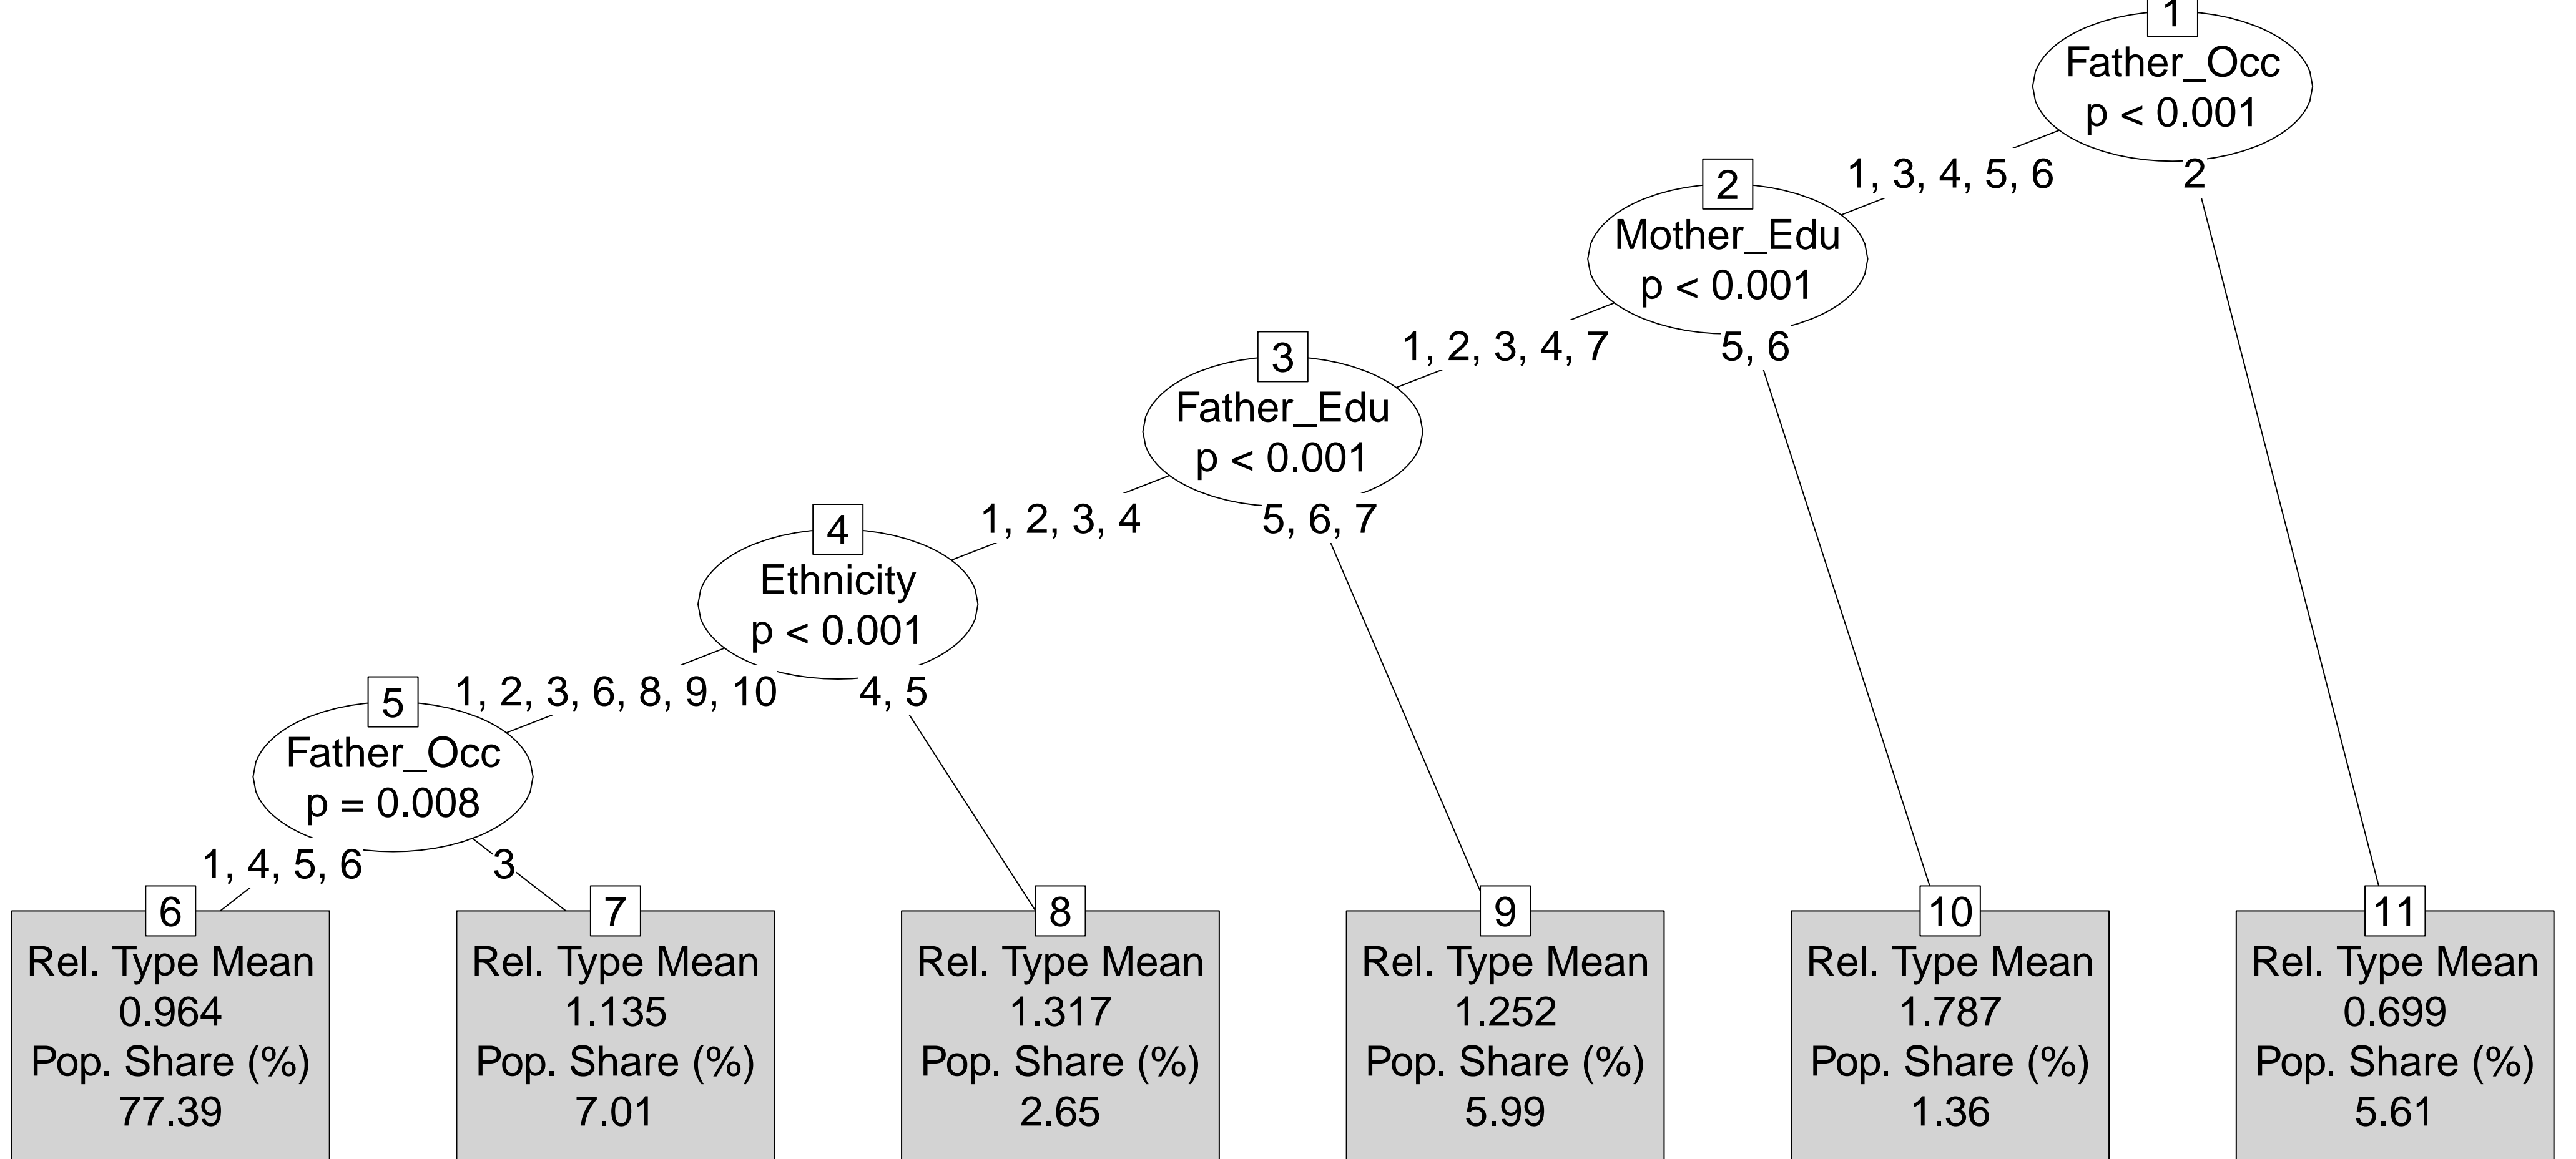 1
Father_Occ
p < 0.001
1, 3, 4, 5, 6
2
2
Mother_Edu
p < 0.001
1, 2, 3, 4, 7
5, 6
3
Father_Edu
p < 0.001
1, 2, 3, 4
5, 6, 7
4
Ethnicity
p < 0.001
1, 2, 3, 6, 8, 9, 10
4, 5
5
Father_Occ
p = 0.008
1, 4, 5, 6
3
6
Rel. Type Mean
0.964
Pop. Share (%)
77.39
7
Rel. Type Mean
1.135
Pop. Share (%)
7.01
8
Rel. Type Mean
1.317
Pop. Share (%)
2.65
9
Rel. Type Mean
1.252
Pop. Share (%)
5.99
10
Rel. Type Mean
1.787
Pop. Share (%)
1.36
11
Rel. Type Mean
0.699
Pop. Share (%)
5.61